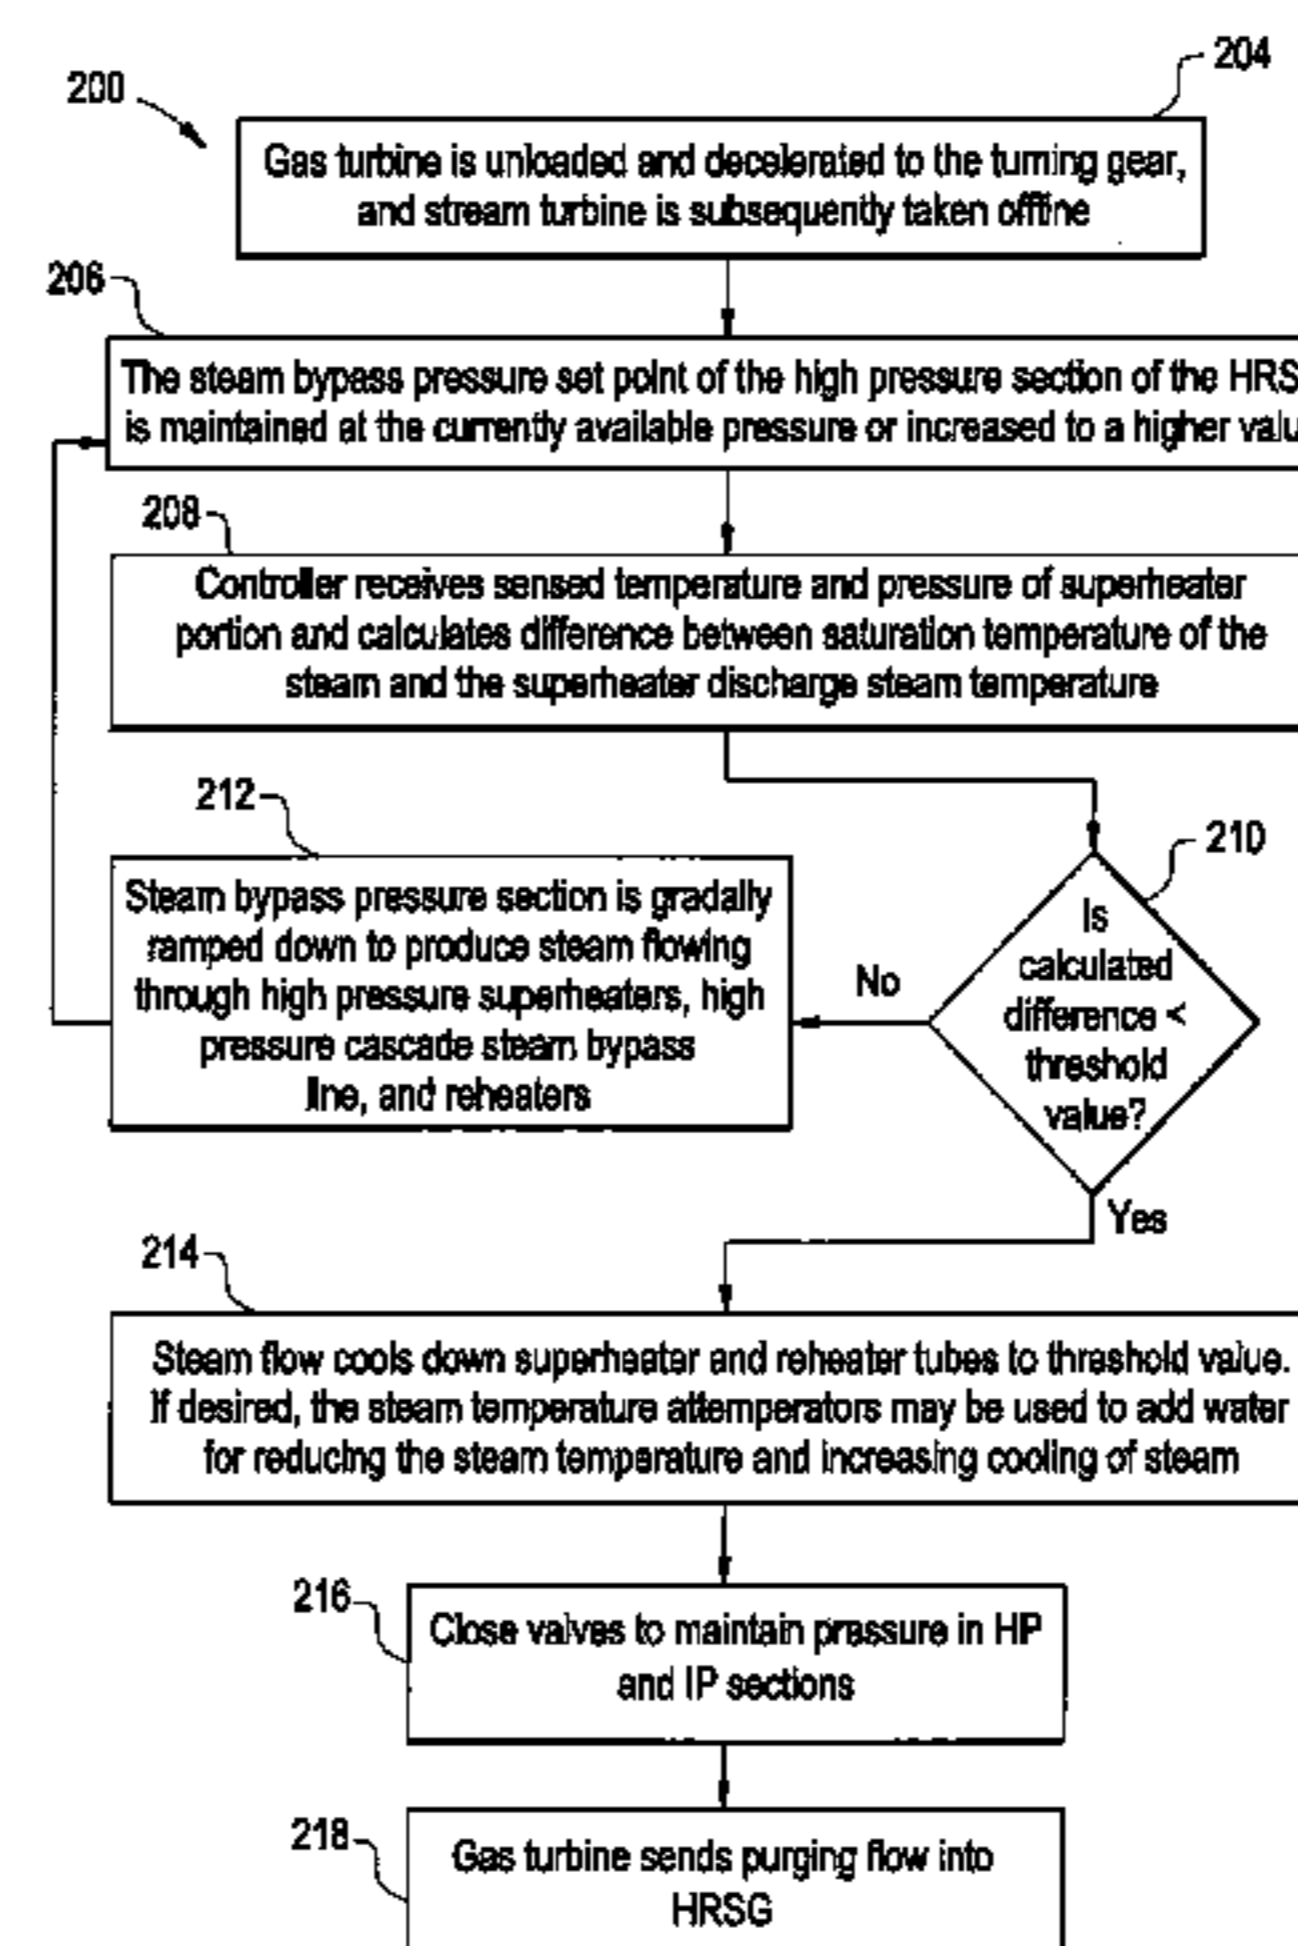 200
204
Gas turbine is unloaded and decelerated to the turning gear,
and stream turbine is subsequently taken offline
206
The steam bypass pressure set point of the high pressure section of the HRS
is maintained at the currently available pressure or increased to a higher valu
208
Controller receives sensed temperature and pressure of superheater
portion and calculates difference between saturation temperature of the
steam and the superheater discharge steam temperature
212
Steam bypass pressure section is gradally
ramped down to produce steam flowing
through high pressure superheaters, high
pressure cascade steam bypass
line, and reheaters
No
210
Is
calculated
difference <
threshold
value?
Yes
214
Steam flow cools down superheater and reheater tubes to threshold value.
If desired, the steam temperature attemperators may be used to add water
for reducing the steam temperature and increasing cooling of steam
216
Close valves to maintain pressure in HP
and IP sections
218
Gas turbine sends purging flow into
HRSG